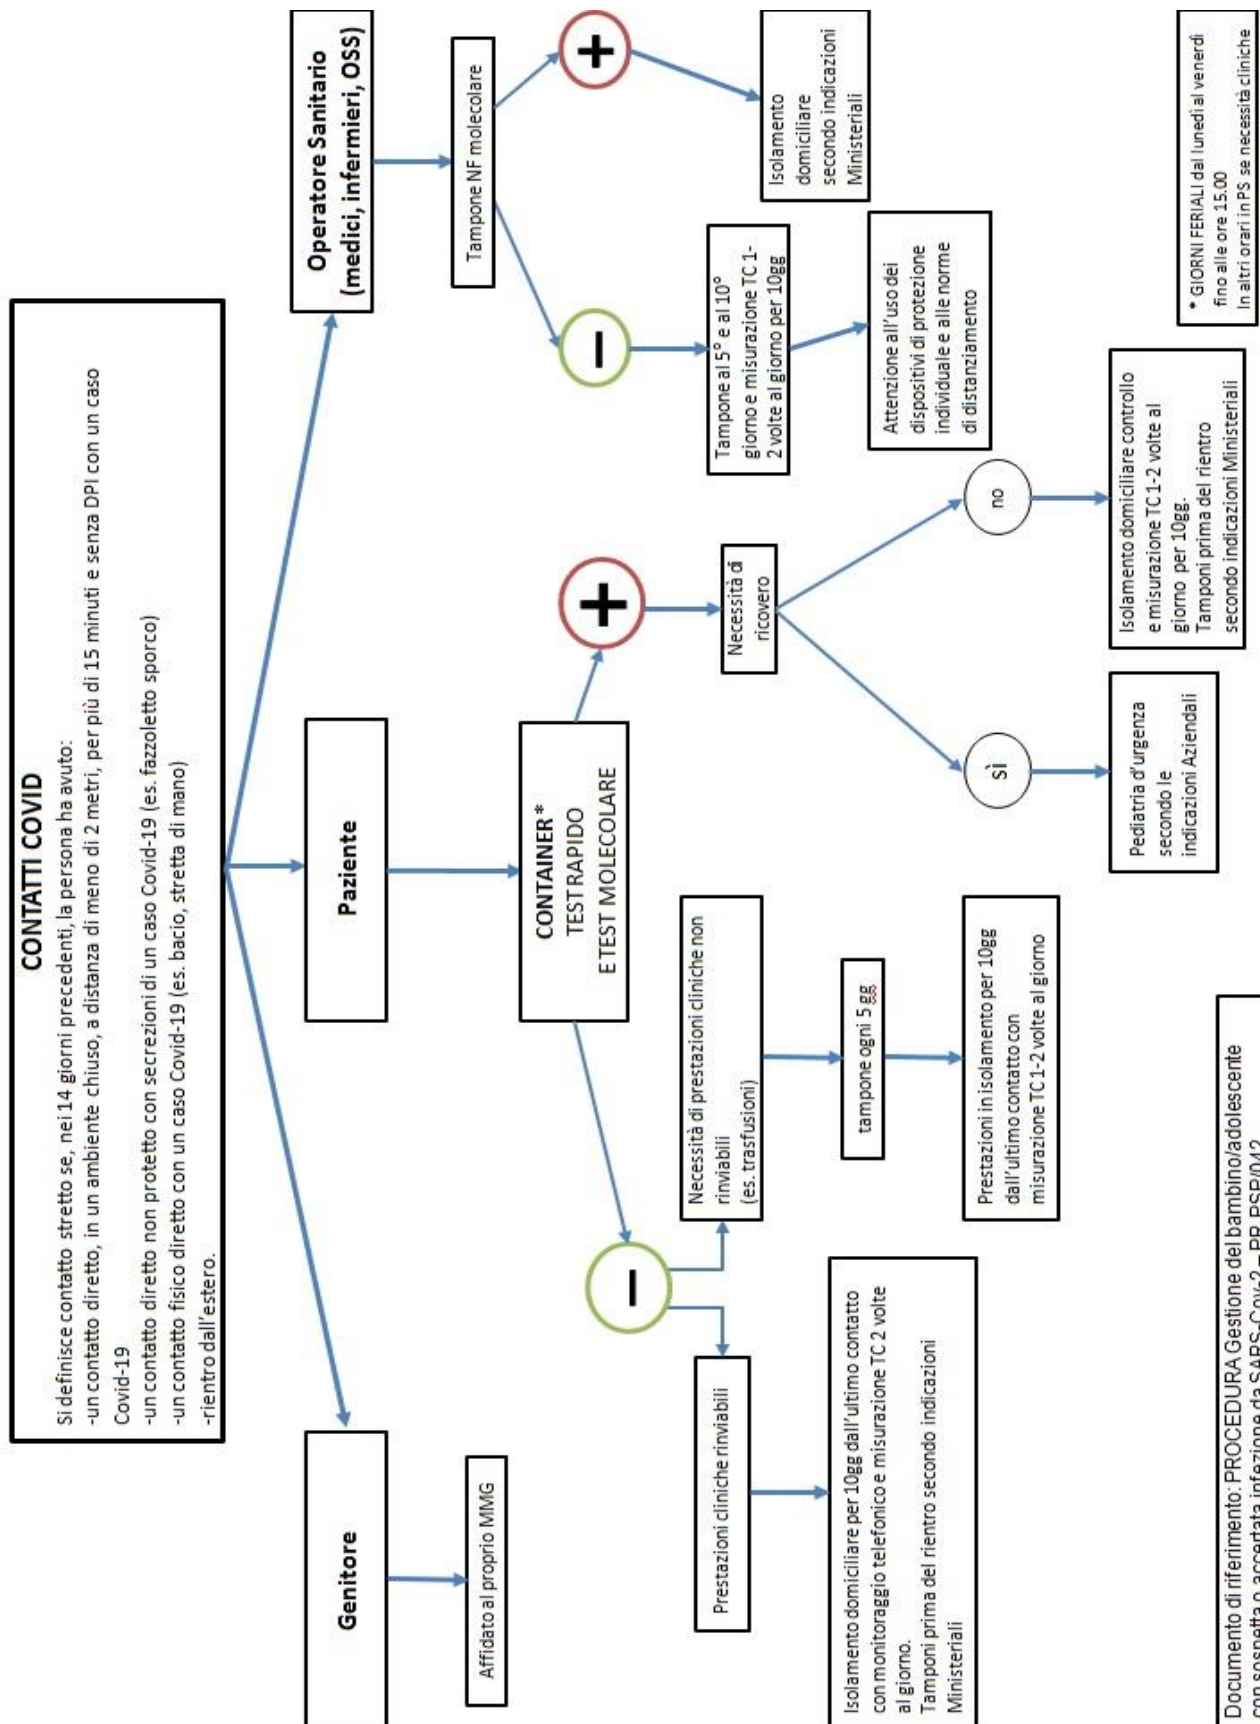 CONTATTI COVID
Si definisce contatto stretto se, nei 14 giorni precedenti, la persona ha avuto:
-un contatto diretto, in un ambiente chiuso, a distanza di meno di 2 metri, per più di 15 minuti e senza DPI con un caso
Covid-19
-un contatto diretto non protetto con secrezioni di un caso Covid-19 (es. fazzoletto sporco)
-un contatto fisico diretto con un caso Covid-19 (es. bacio, stretta di mano)
-rientro dall'estero.
Genitore
Affidato al proprio MMG
Paziente
CONTAINER*
TEST RAPIDO
E TEST MOLECOLARE
−
Prestazioni cliniche rinviabili
Isolamento domiciliare per 10gg dall'ultimo contatto
con monitoraggio telefonico e misurazione TC 2 volte
al giorno.
Tamponi prima del rientro secondo indicazioni
Ministeriali
Necessità di prestazioni cliniche non
rinviabili
(es. trasfusioni)
tampone ogni 5 gg
Prestazioni in isolamento per 10gg
dall'ultimo contatto con
misurazione TC 1-2 volte al giorno
+
Necessità di
ricovero
sì
Pediatria d'urgenza
secondo le
indicazioni Aziendali
no
Isolamento domiciliare controllo
e misurazione TC 1-2 volte al
giorno per 10gg.
Tamponi prima del rientro
secondo indicazioni Ministeriali
Operatore Sanitario
(medici, infermieri, OSS)
Tampone NF molecolare
−
Tampone al 5° e al 10°
giorno e misurazione TC 1-
2 volte al giorno per 10gg
Attenzione all'uso dei
dispositivi di protezione
individuale e alle norme
di distanziamento
+
Isolamento
domiciliare
secondo indicazioni
Ministeriali
* GIORNI FERIALI dal lunedì al venerdì
fino alle ore 15.00
In altri orari in PS se necessità cliniche
Documento di riferimento: PROCEDURA Gestione del bambino/adolescente
con sospetta o accertata infezione da SARS-Cov-2 – PR PSP/042